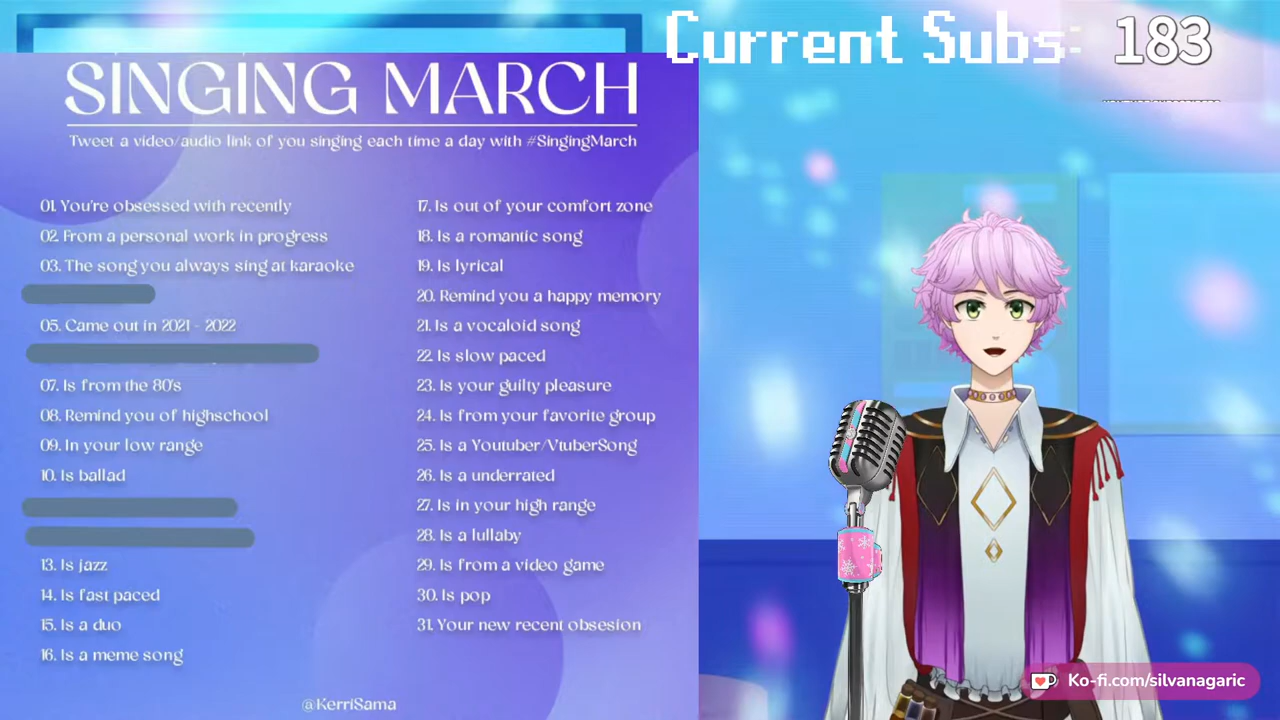 SINGING MARCH
Tweet a video/audio link of you singing each time a day with #SingingMarch
01. You're obsessed with recently
02. From a personal work in progress
03. The song you always sing at karaoke
05. Came out in 2021 - 2022
07. Is from the 80's
08. Remind you of highschool
09. In your low range
10. Is ballad
13. Is jazz
14. Is fast paced
15. Is a duo
16. Is a meme song
17. Is out of your comfort zone
18. Is a romantic song
19. Is lyrical
20. Remind you a happy memory
21. Is a vocaloid song
22. Is slow paced
23. Is your guilty pleasure
24. Is from your favorite group
25. Is a Youtuber/VtuberSong
26. Is a underrated
27. Is in your high range
28. Is a lullaby
29. Is from a video game
30. Is pop
31. Your new recent obsesion
@KerriSama
Current Subs: 183
Ko-fi.com/silvanagaric